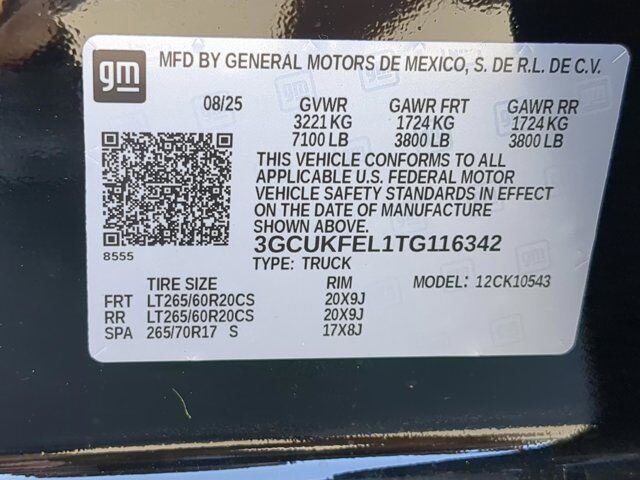 gm MFD BY GENERAL MOTORS DE MEXICO, S. DE R.L. DE C.V.
08/25 GVWR GAWR FRT GAWR RR
3221 KG 1724 KG 1724 KG
7100 LB 3800 LB 3800 LB
THIS VEHICLE CONFORMS TO ALL
APPLICABLE U.S. FEDERAL MOTOR
VEHICLE SAFETY STANDARDS IN EFFECT
ON THE DATE OF MANUFACTURE
SHOWN ABOVE.
3GCUKFEL1TG116342
8555
TYPE: TRUCK
TIRE SIZE RIM MODEL: 12CK10543
FRT LT265/60R20CS 20X9J
RR LT265/60R20CS 20X9J
SPA 265/70R17 S 17X8J